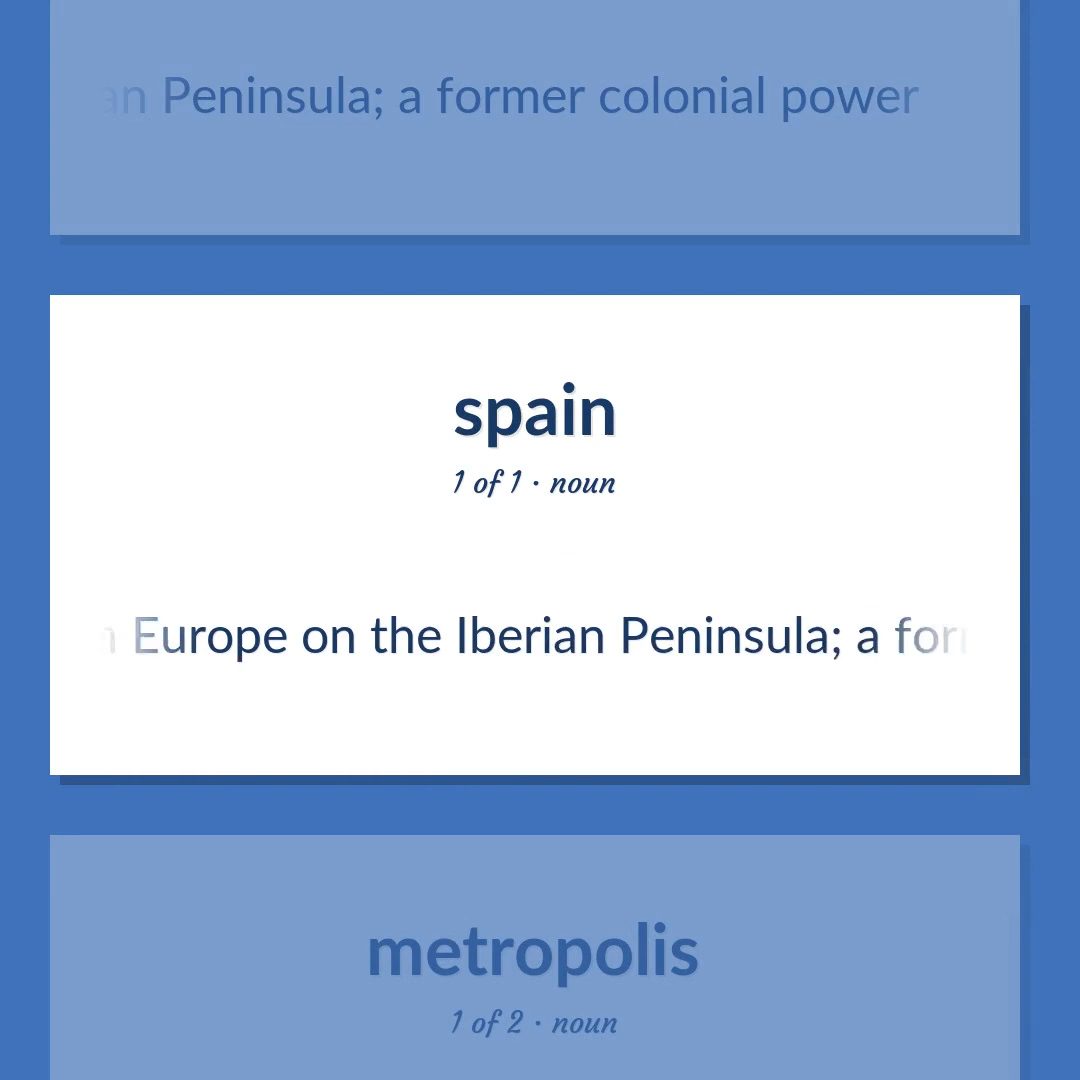 Peninsula; a former colonial power
spain
1 of 1 · noun
Europe on the Iberian Peninsula; a
metropolis
1 of 2 · noun